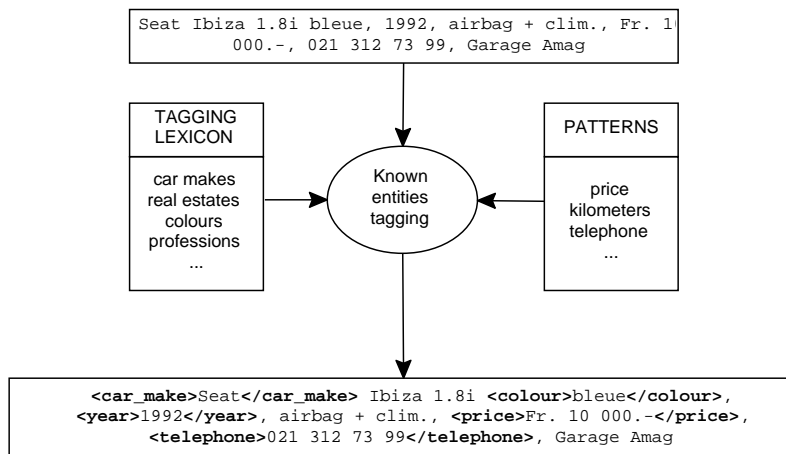 Seat Ibiza 1.8i bleue, 1992, airbag + clim., Fr. 10
000.-, 021 312 73 99, Garage Amag
TAGGING
LEXICON
car makes
real estates
colours
professions
...
Known
entities
tagging
PATTERNS
price
kilometers
telephone
...
<car_make>Seat</car_make> Ibiza 1.8i <colour>bleue</colour>,
<year>1992</year>, airbag + clim., <price>Fr. 10 000.-</price>,
<telephone>021 312 73 99</telephone>, Garage Amag